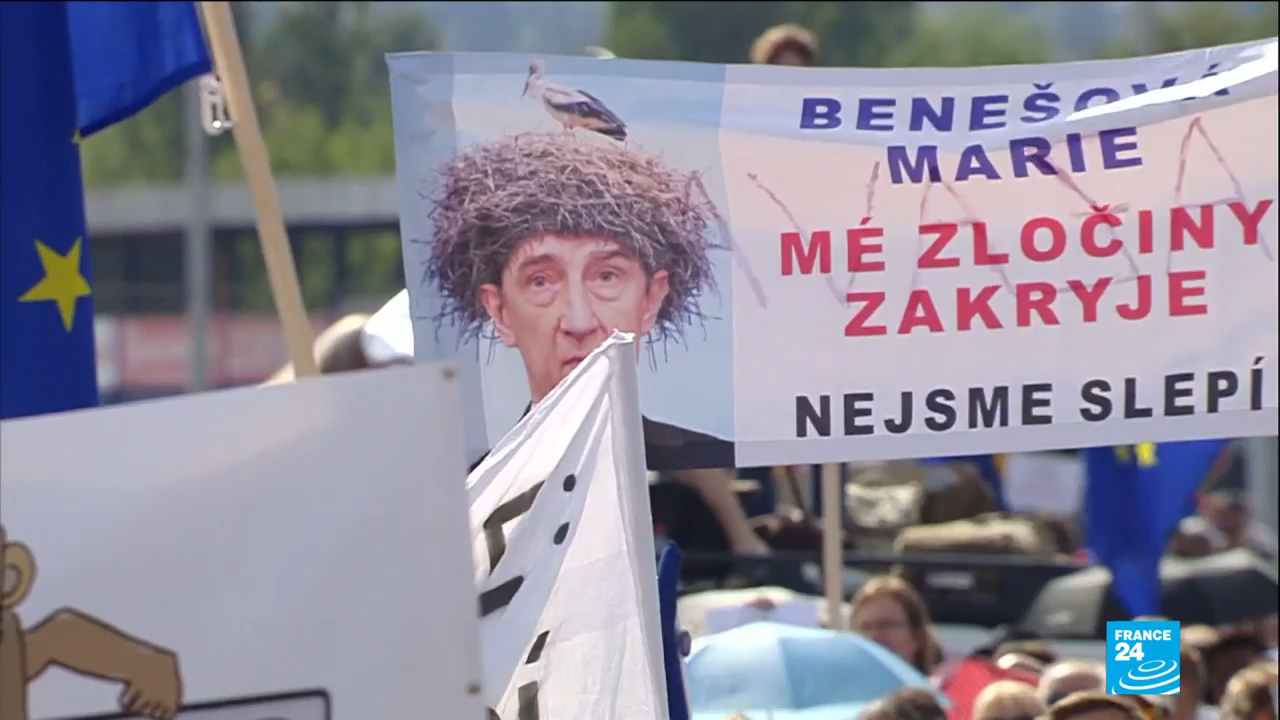 BENEŠOVÁ
MARIE
MÉ ZLOČINY
ZAKRYJE
NEJSME SLEPÍ
FRANCE
24